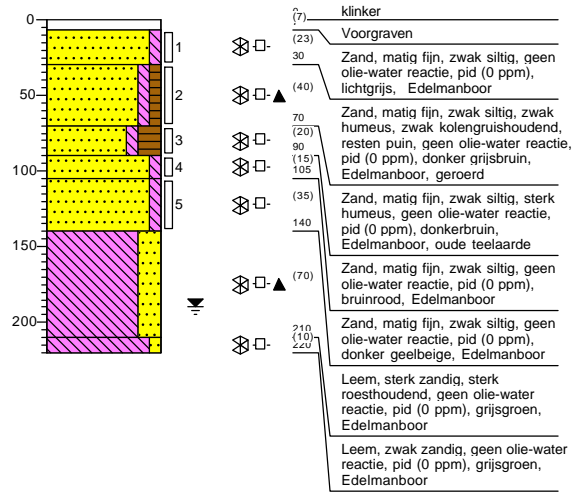 0
50
100
150
200
1
2
3
4
5
(7)
(23)
30
(40)
70
(20)
90
(15)
105
(35)
140
(70)
210
(10)
220
klinker
Voorgraven
Zand, matig fijn, zwak siltig, geen
olie-water reactie, pid (0 ppm),
lichtgrijs, Edelmanboor
Zand, matig fijn, zwak siltig, zwak
humeus, zwak kolengruishoudend,
resten puin, geen olie-water reactie,
pid (0 ppm), donker grijsbruin,
Edelmanboor, geroerd
Zand, matig fijn, zwak siltig, sterk
humeus, geen olie-water reactie,
pid (0 ppm), donkerbruin,
Edelmanboor, oude teelaarde
Zand, matig fijn, zwak siltig, geen
olie-water reactie, pid (0 ppm),
bruinrood, Edelmanboor
Zand, matig fijn, zwak siltig, geen
olie-water reactie, pid (0 ppm),
donker geelbeige, Edelmanboor
Leem, sterk zandig, sterk
roesthoudend, geen olie-water
reactie, pid (0 ppm), grijsgroen,
Edelmanboor
Leem, zwak zandig, geen olie-water
reactie, pid (0 ppm), grijsgroen,
Edelmanboor